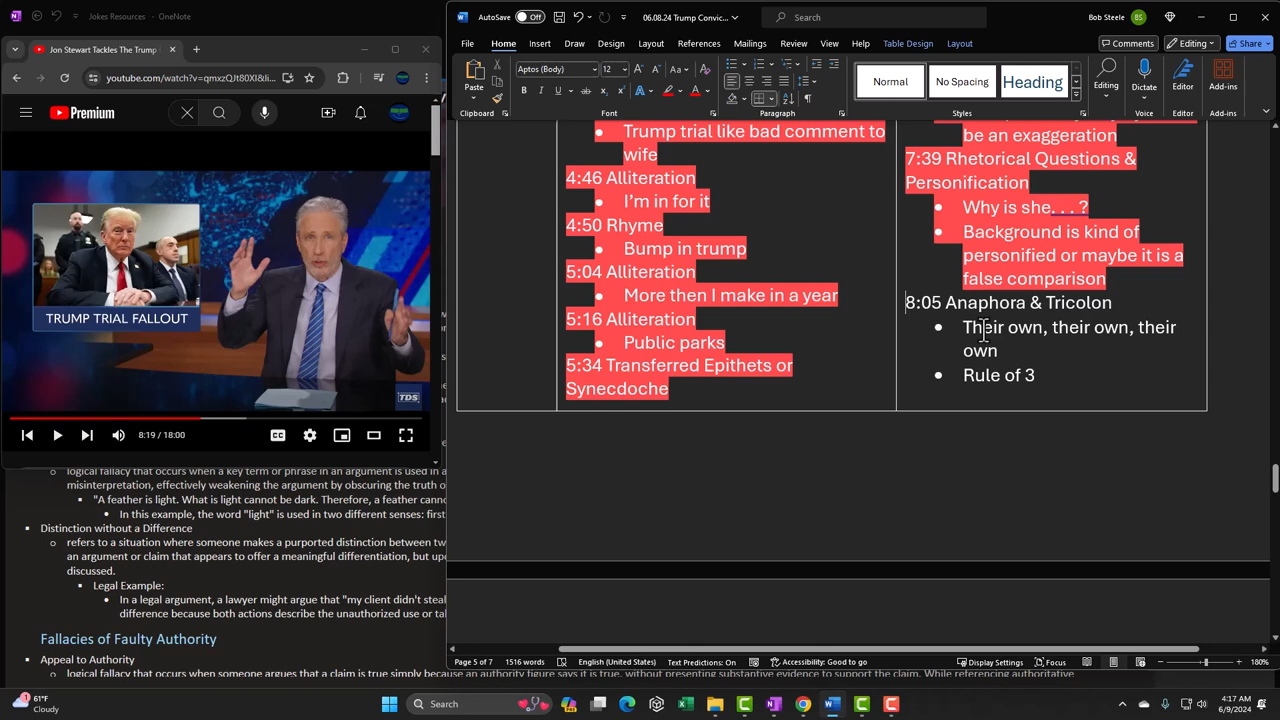 Jokes Resources - OneNote
Jon Stewart Tackles The Trump
youtube.com/watch?v=qmxzQJt80XI&li...
Premium
TRUMP TRIAL FALLOUT
TDS
8:19 / 18:00
logical fallacy that occurs when a key term or phrase in an argument is used in a
misinterpretation, effectively weakening the argument by obscuring the truth o
"A feather is light. What is light cannot be dark. Therefore, a feather canno
In this example, the word "light" is used in two different senses: first
Distinction without a Difference
refers to a situation where someone makes a purported distinction between tw
an argument or claim that appears to offer a meaningful differentiation, but upo
discussed.
Legal Example:
In a legal argument, a lawyer might argue that "my client didn't steal
difference because both actions describe the unauthorized use or ta
Fallacies of Faulty Authority
Appeal to Authority
logical fallacy that occurs when someone argues that a claim is true simply because an authority figure says it is true, without presenting substantive evidence to support the claim. While referencing authoritative
AutoSave Off
06.08.24 Trump Convic...
Search
Bob Steele BS
File Home Insert Draw Design Layout References Mailings Review View Help Table Design Layout
Comments Editing Share
Paste
Aptos (Body) 12
Normal
No Spacing
Heading
Editing
Dictate
Editor
Add-ins
Clipboard
Font
Paragraph
Styles
Voice
Editor
Add-ins
Trump trial like bad comment to
wife
4:46 Alliteration
I'm in for it
4:50 Rhyme
Bump in trump
5:04 Alliteration
More then I make in a year
5:16 Alliteration
Public parks
5:34 Transferred Epithets or
Synecdoche
be an exaggeration
7:39 Rhetorical Questions &
Personification
Why is she. . . ?
Background is kind of
personified or maybe it is a
false comparison
8:05 Anaphora & Tricolon
Their own, their own, their
own
Rule of 3
Page 5 of 7 1516 words English (United States) Text Predictions: On Accessibility: Good to go Display Settings Focus 180%
61°F
Cloudy
Search
4:17 AM
6/9/2024